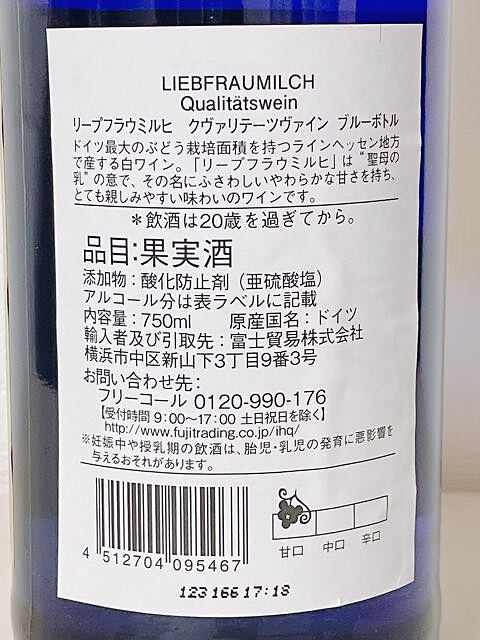 LIEBFRAUMILCH
Qualitätswein
リープフラウミルヒ クヴァリテーツヴァイン ブルーボトル
ドイツ最大のぶどう栽培面積を持つラインヘッセン地方
で産する白ワイン。「リープフラウミルヒ」は“聖母の
乳”の意で、その名にふさわしいやわらかな甘さを持ち、
とても親しみやすい味わいのワインです。
＊飲酒は20歳を過ぎてから。
品目:果実酒
添加物：酸化防止剤（亜硫酸塩）
アルコール分は表ラベルに記載
内容量：750ml 原産国名：ドイツ
輸入者及び引取先：富士貿易株式会社
横浜市中区新山下3丁目9番3号
お問い合わせ先：
フリーコール 0120-990-176
【受付時間 9:00～17:00 土日祝日を除く】
http://www.fujitrading.co.jp/ihq/
※妊娠中や授乳期の飲酒は、胎児・乳児の発育に悪影響を
与えるおそれがあります。
4 512704 095467
甘口 中口 辛口
123 166 17:18